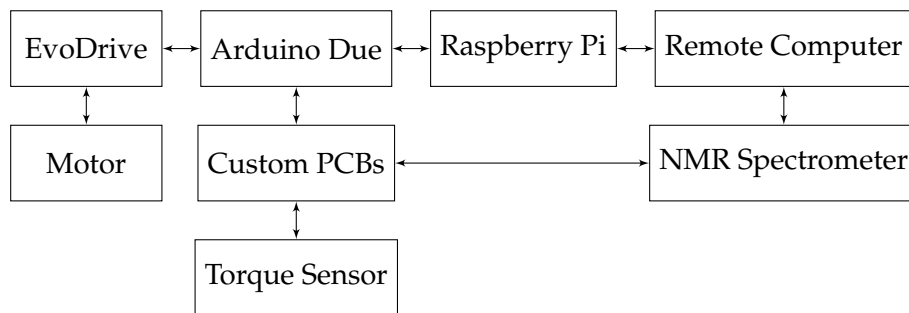 EvoDrive
Arduino Due
Raspberry Pi
Remote Computer
Motor
Custom PCBs
NMR Spectrometer
Torque Sensor